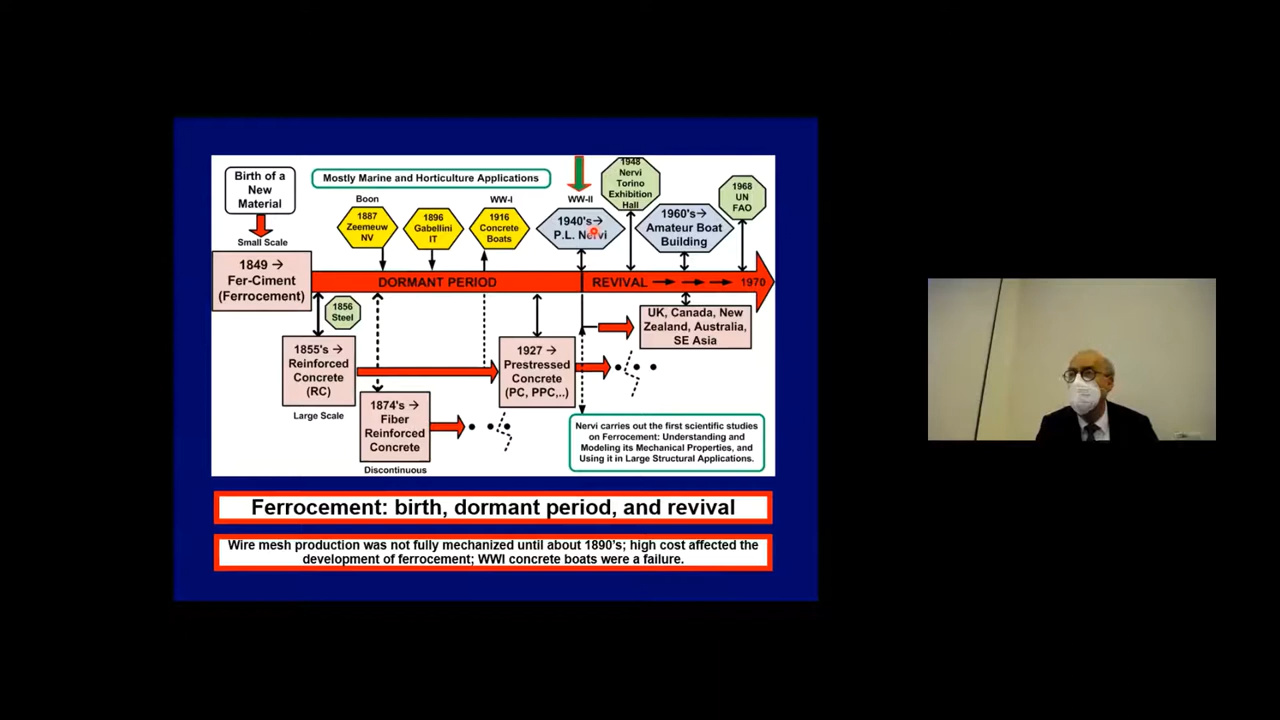 Birth of a
New
Material
Small Scale
1849 →
Fer-Ciment
(Ferrocement)
Mostly Marine and Horticulture Applications
Boon
1887
Zeemeuw
NV
1896
Gabellini
IT
WW-I
1916
Concrete
Boats
WW-II
1940's→
P.L. Nervi
1948
Nervi
Torino
Exhibition
Hall
1960's→
Amateur Boat
Building
1968
UN
FAO
DORMANT PERIOD
REVIVAL
1970
1856
Steel
1855's →
Reinforced
Concrete
(RC)
Large Scale
1874's →
Fiber
Reinforced
Concrete
Discontinuous
1927 →
Prestressed
Concrete
(PC, PPC,..)
UK, Canada, New
Zealand, Australia,
SE Asia
Nervi carries out the first scientific studies
on Ferrocement: Understanding and
Modeling its Mechanical Properties, and
Using it in Large Structural Applications.
Ferrocement: birth, dormant period, and revival
Wire mesh production was not fully mechanized until about 1890's; high cost affected the
development of ferrocement; WWI concrete boats were a failure.